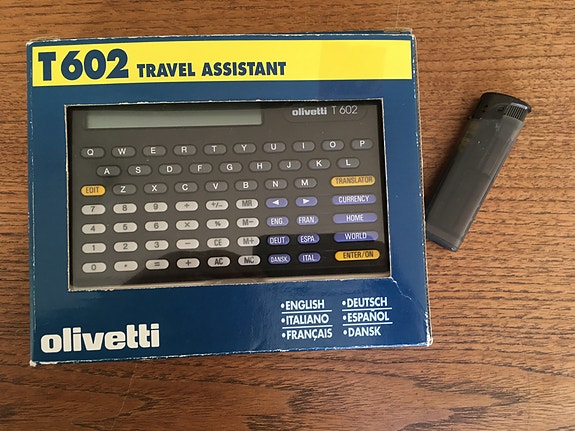 T602 TRAVEL ASSISTANT
olivetti T 602
Q W E R T Y U I O P
A S D F G H J K L
EDIT Z X C V B N M TRANSLATOR
7 8 9 ÷ +/- MR ◀ ▶ CURRENCY
4 5 6 × % M- ENG. FRAN. HOME
1 2 3 - CE M+ DEUT ESPA WORLD
0 • = + AC MC DANSK ITAL ENTER/ON
•ENGLISH •DEUTSCH
•ITALIANO •ESPAÑOL
•FRANÇAIS •DANSK
olivetti